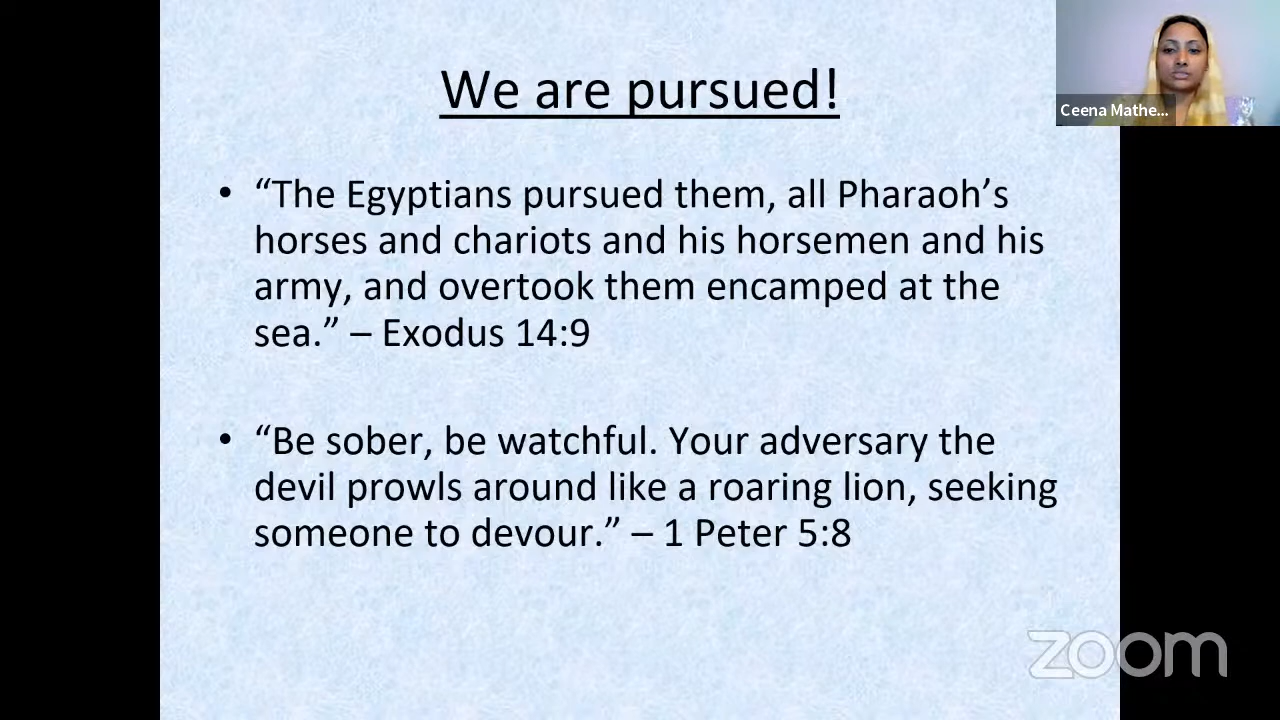 We are pursued!
Ceena Mathe...
• “The Egyptians pursued them, all Pharaoh’s
horses and chariots and his horsemen and his
army, and overtook them encamped at the
sea.” – Exodus 14:9
• “Be sober, be watchful. Your adversary the
devil prowls around like a roaring lion, seeking
someone to devour.” – 1 Peter 5:8
zoom